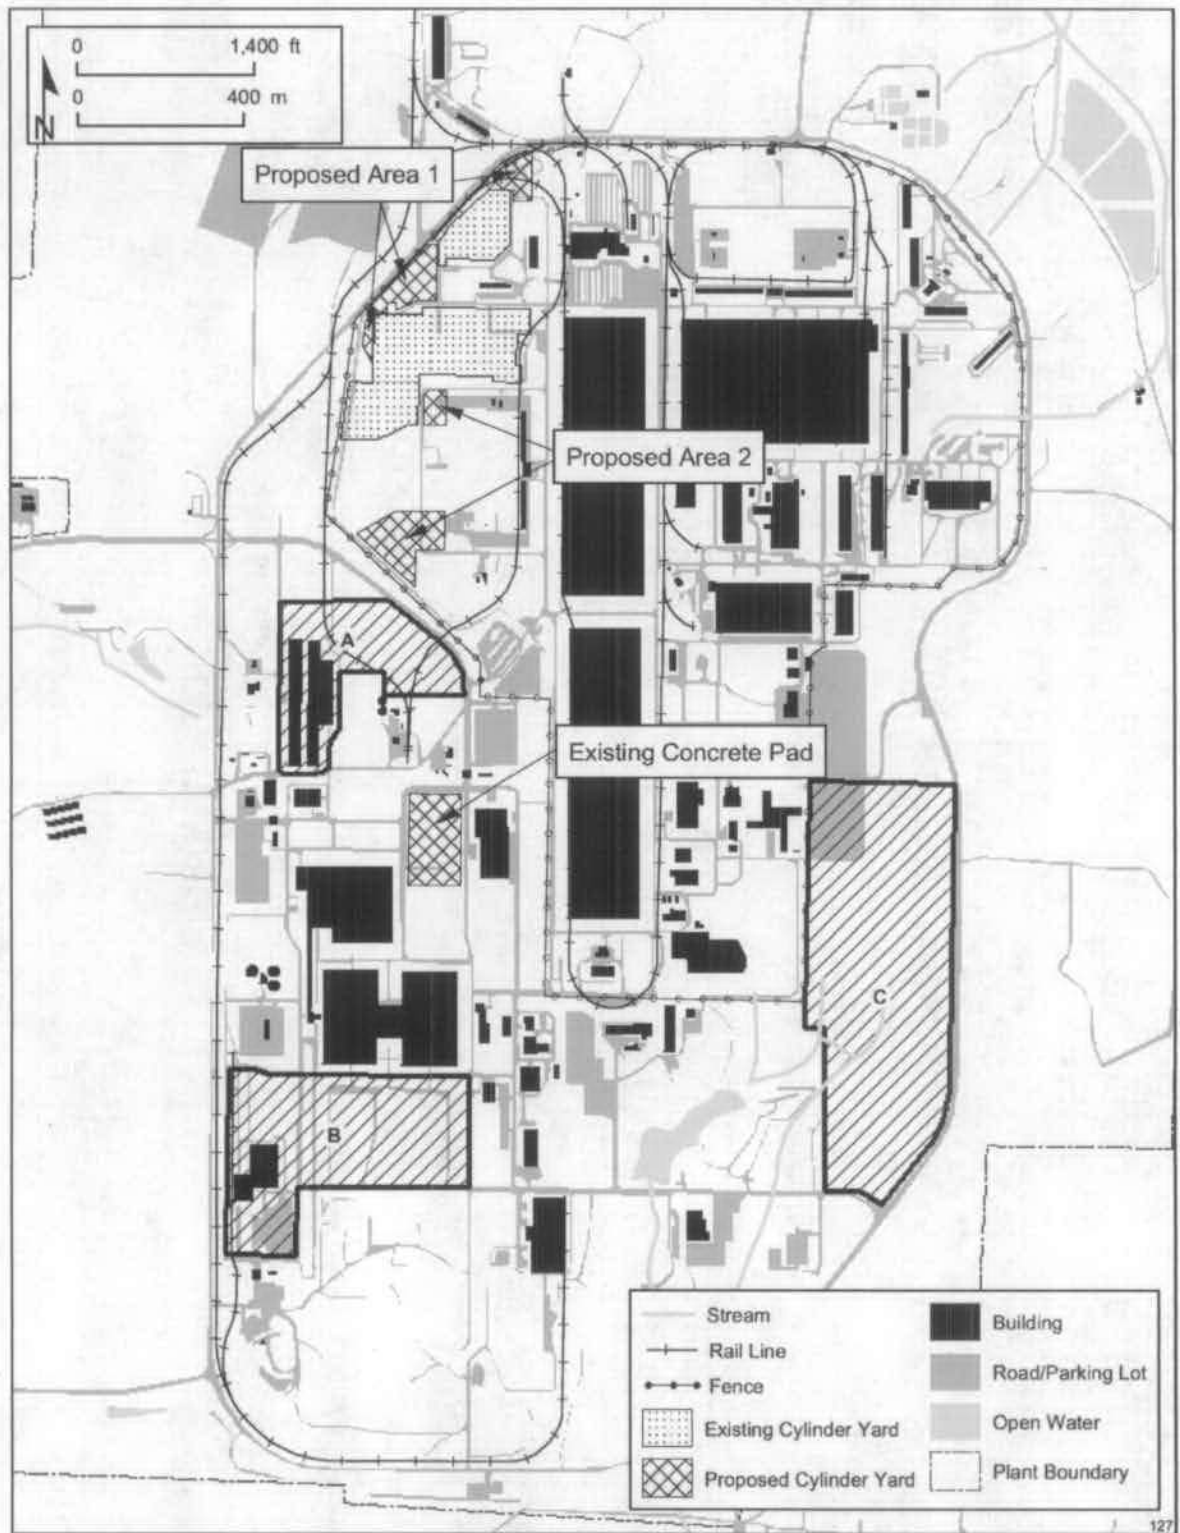 0 1,400 ft
0 400 m
N
Proposed Area 1
Proposed Area 2
A
Existing Concrete Pad
C
B
Stream
Rail Line
Fence
Existing Cylinder Yard
Proposed Cylinder Yard
Building
Road/Parking Lot
Open Water
Plant Boundary
127